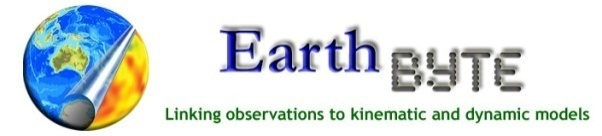 Earth BYTE
Linking observations to kinematic and dynamic models